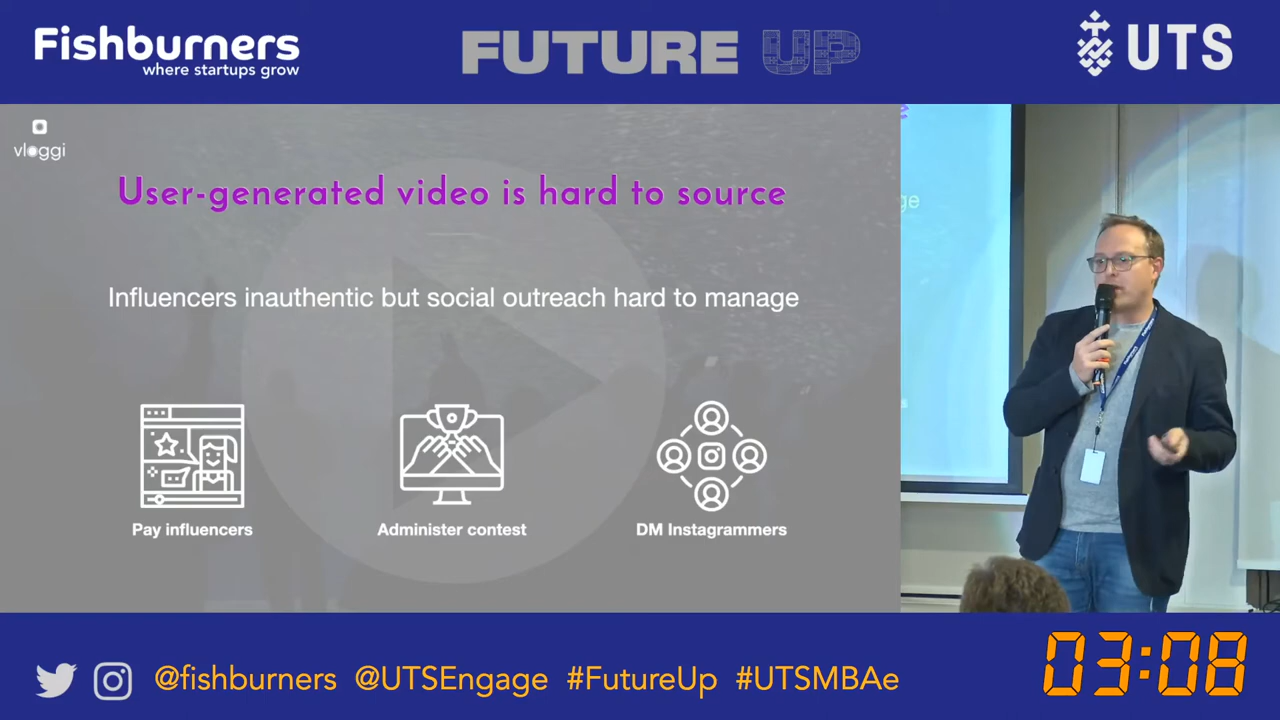 Fishburners
where startups grow
FUTURE UP
UTS
vloggi
User-generated video is hard to source
Influencers inauthentic but social outreach hard to manage
Pay influencers
Administer contest
DM Instagrammers
@fishburners @UTSEngage #FutureUp #UTSMBAe
03:08